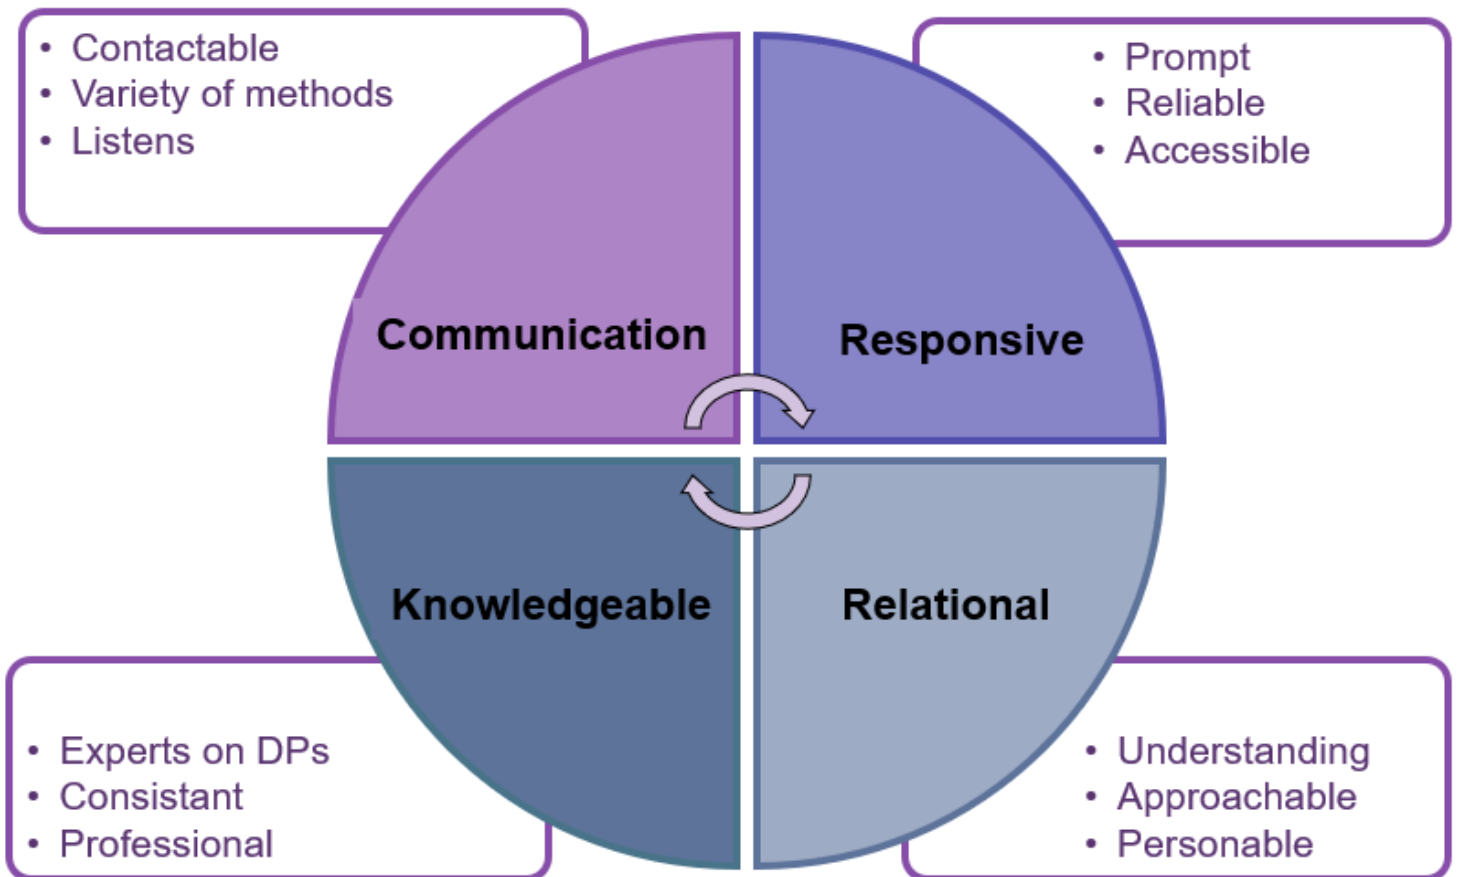 • Contactable
• Variety of methods
• Listens
• Prompt
• Reliable
• Accessible
Communication
Responsive
Knowledgeable
Relational
• Experts on DPs
• Consistant
• Professional
• Understanding
• Approachable
• Personable